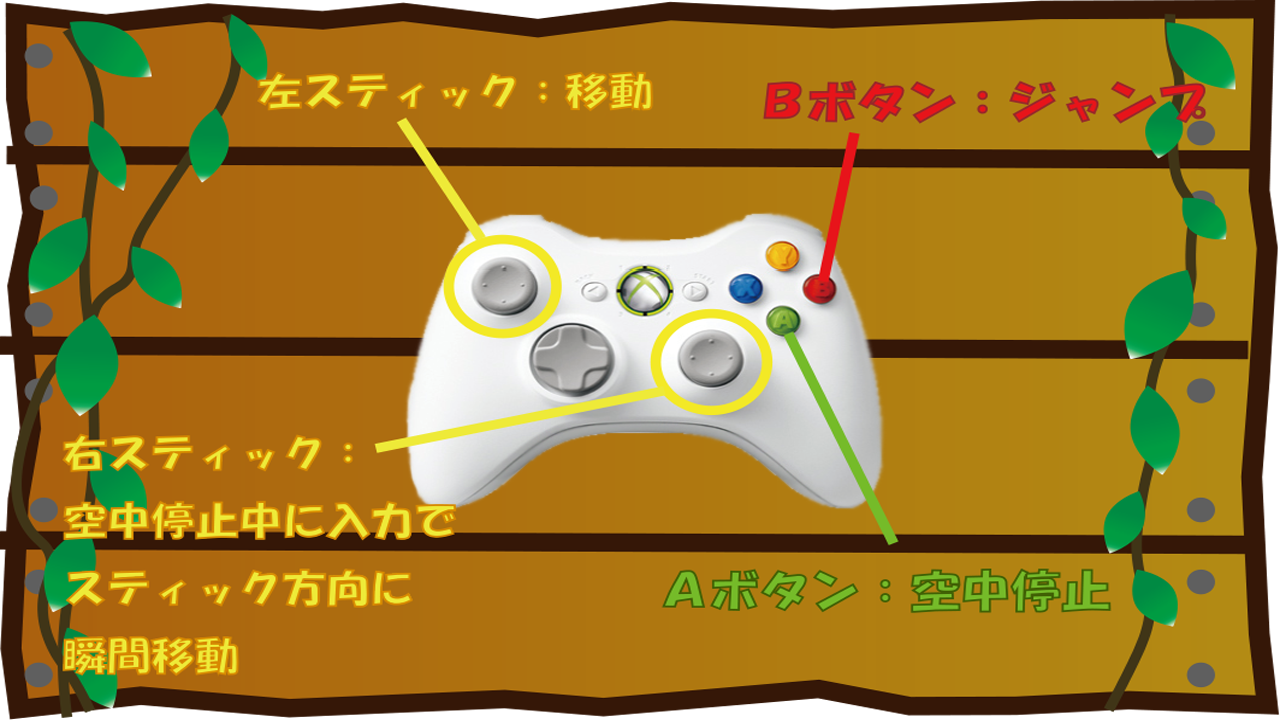 左スティック：移動
Bボタン：ジャンプ
Y
X
B
A
右スティック：
空中停止中に入力で
スティック方向に
瞬間移動
Aボタン：空中停止